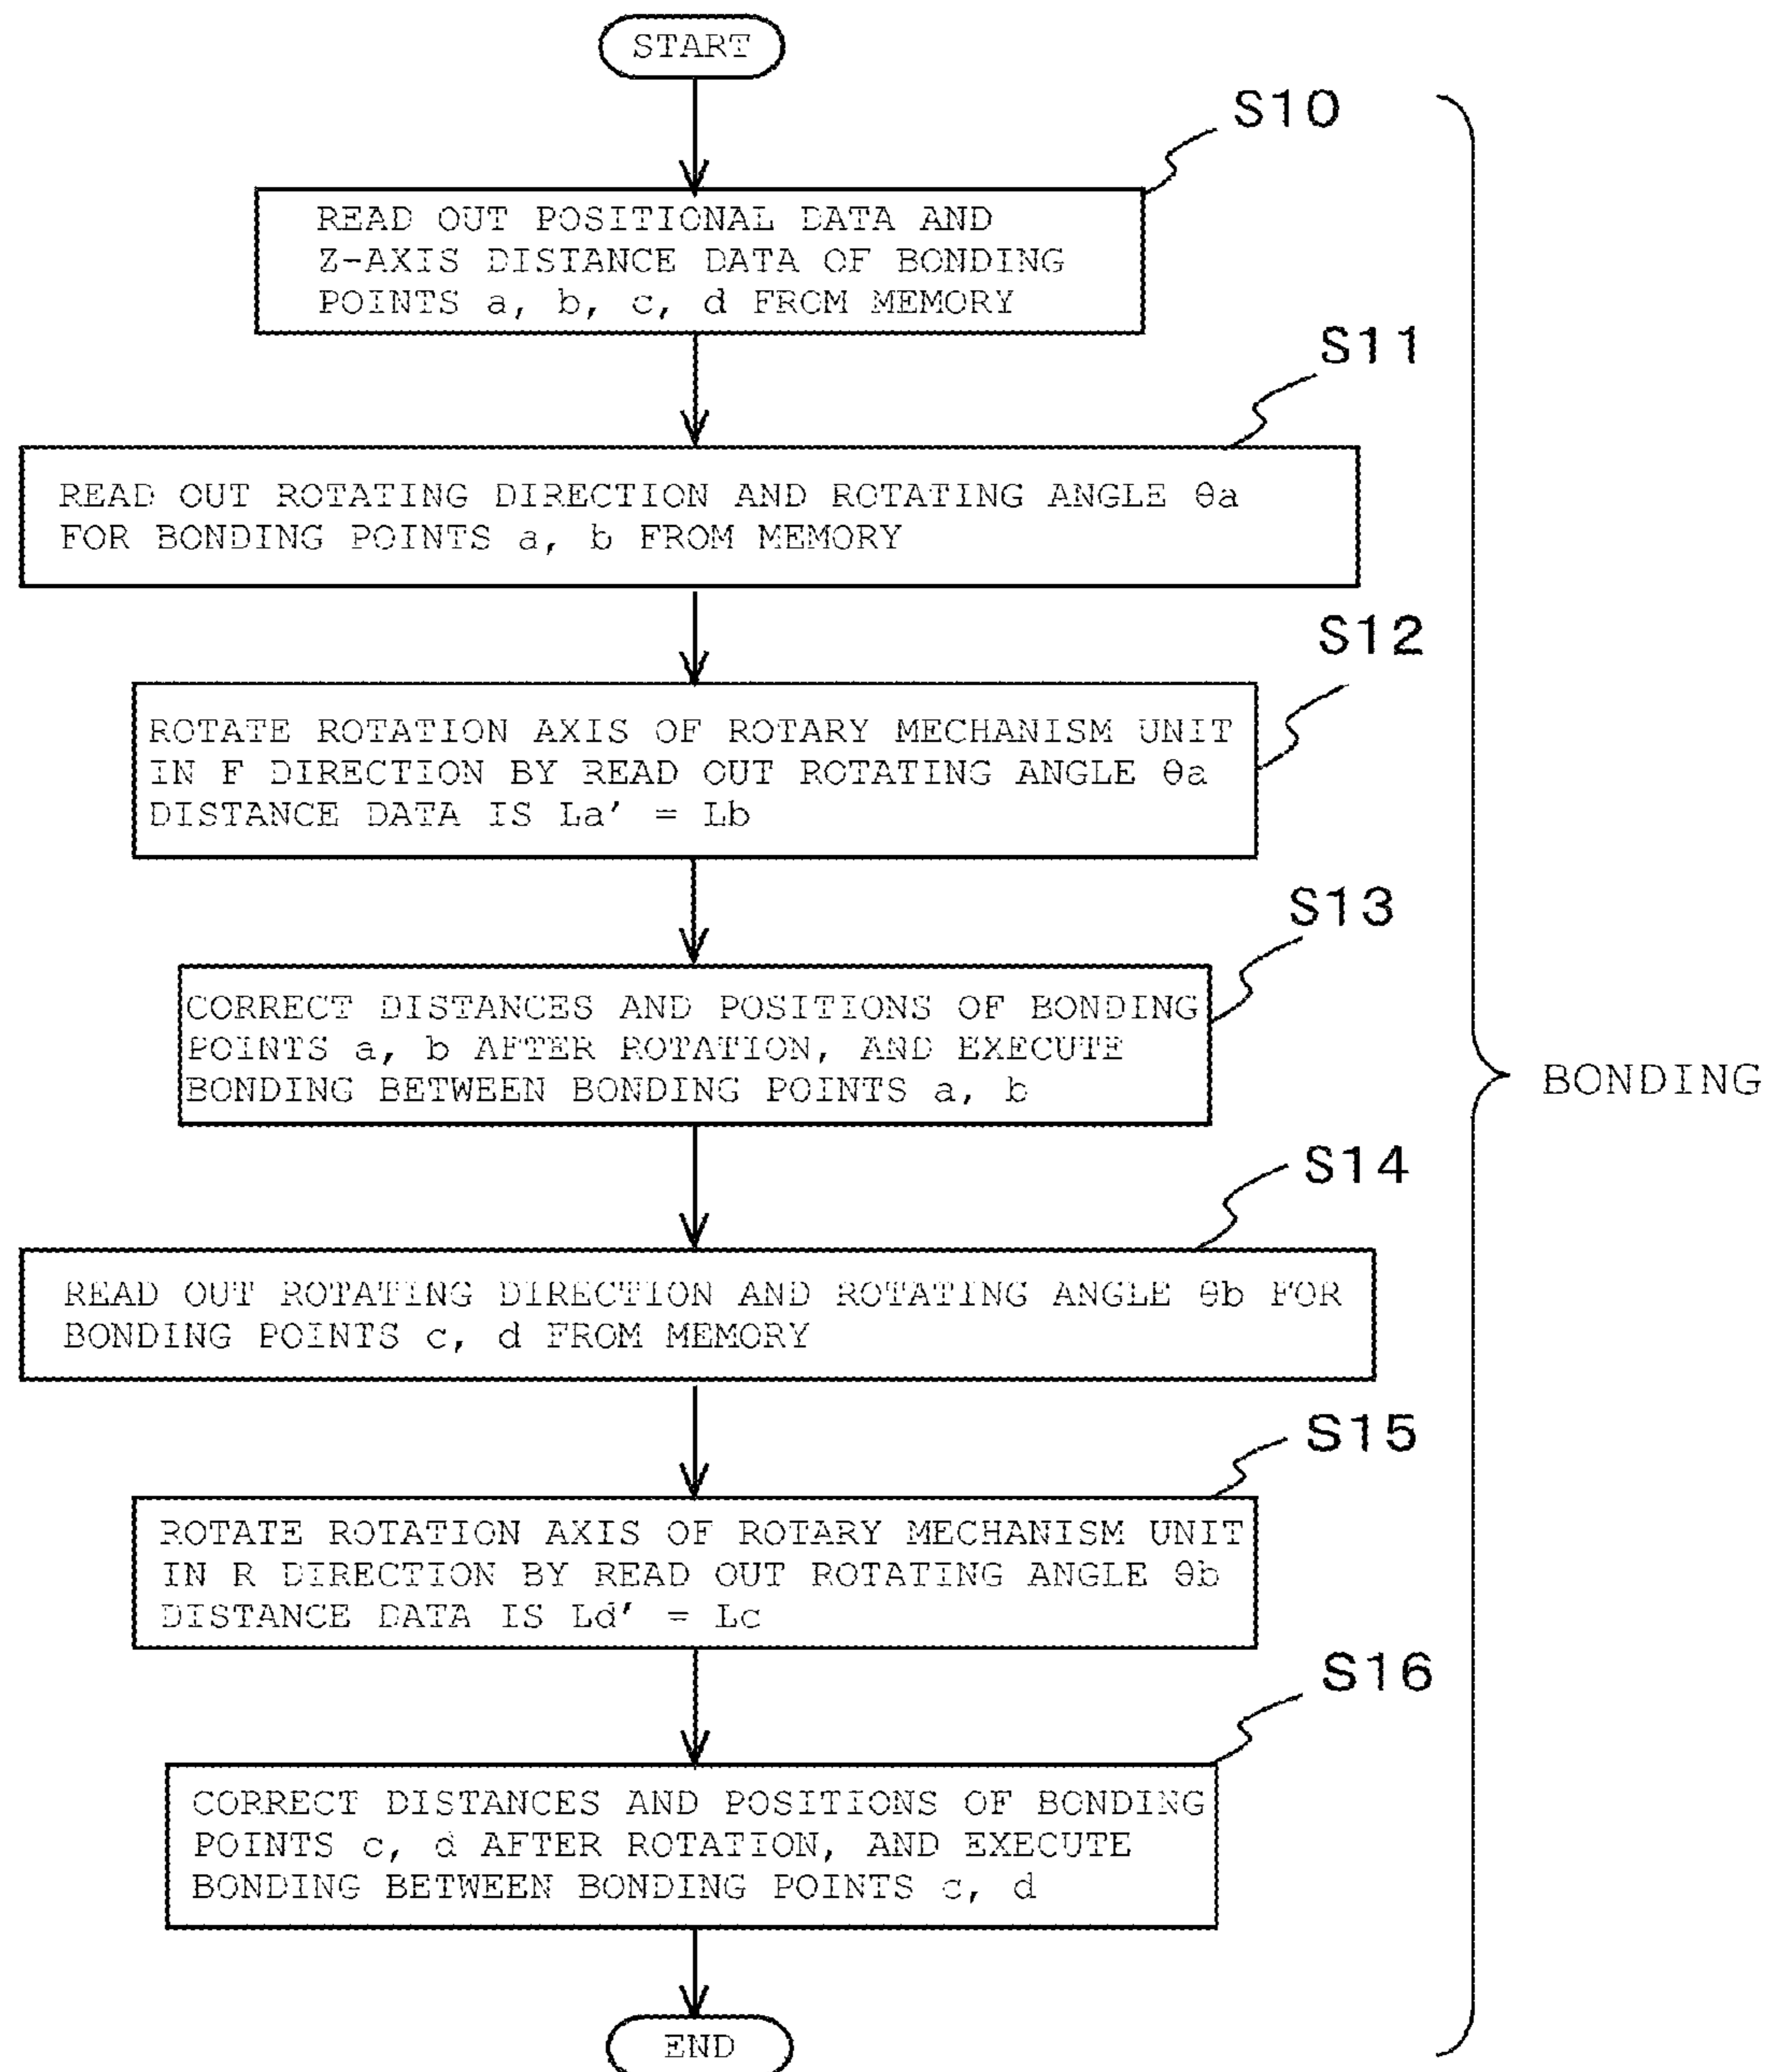 START
S10
READ OUT POSITIONAL DATA AND
Z-AXIS DISTANCE DATA OF BONDING
POINTS a, b, c, d FROM MEMORY
S11
READ OUT ROTATING DIRECTION AND ROTATING ANGLE θa
FOR BONDING POINTS a, b FROM MEMORY
S12
ROTATE ROTATION AXIS OF ROTARY MECHANISM UNIT
IN F DIRECTION BY READ OUT ROTATING ANGLE θa
DISTANCE DATA IS La' = Lb
S13
CORRECT DISTANCES AND POSITIONS OF BONDING
POINTS a, b AFTER ROTATION, AND EXECUTE
BONDING BETWEEN BONDING POINTS a, b
BONDING
S14
READ OUT ROTATING DIRECTION AND ROTATING ANGLE θb FOR
BONDING POINTS c, d FROM MEMORY
S15
ROTATE ROTATION AXIS OF ROTARY MECHANISM UNIT
IN R DIRECTION BY READ OUT ROTATING ANGLE θb
DISTANCE DATA IS Ld' = Lc
S16
CORRECT DISTANCES AND POSITIONS OF BONDING
POINTS c, d AFTER ROTATION, AND EXECUTE
BONDING BETWEEN BONDING POINTS c, d
END